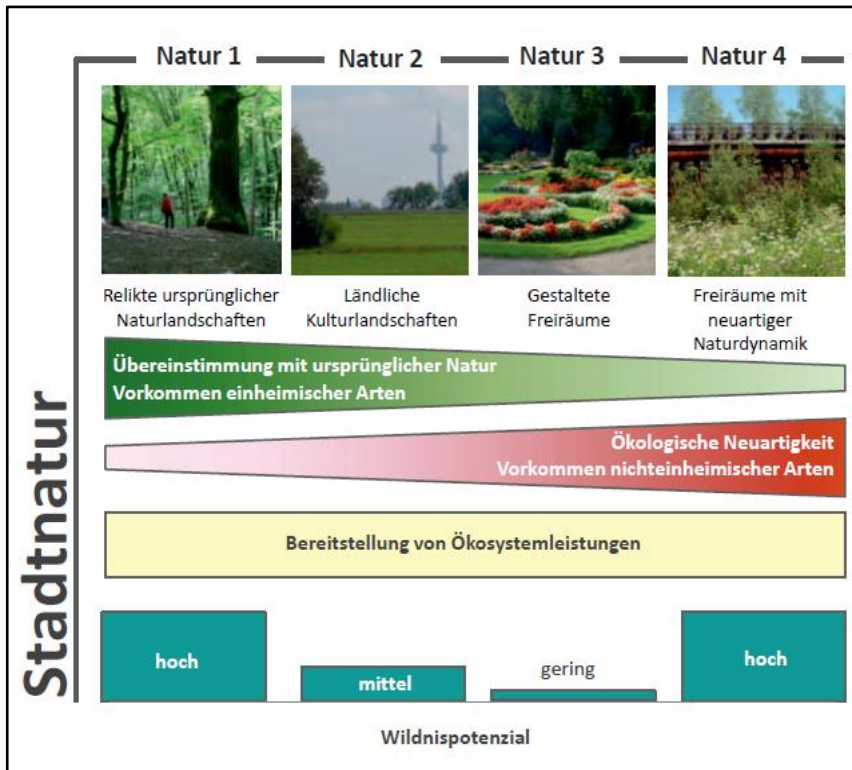 Natur 1
Natur 2
Natur 3
Natur 4
Relikte ursprünglicher
Naturlandschaften
Ländliche
Kulturlandschaften
Gestaltete
Freiräume
Freiräume mit
neuartiger
Naturdynamik
Übereinstimmung mit ursprünglicher Natur
Vorkommen einheimischer Arten
Ökologische Neuartigkeit
Vorkommen nichteinheimischer Arten
Bereitstellung von Ökosystemleistungen
hoch
mittel
gering
hoch
Wildnispotenzial
Stadtnatur